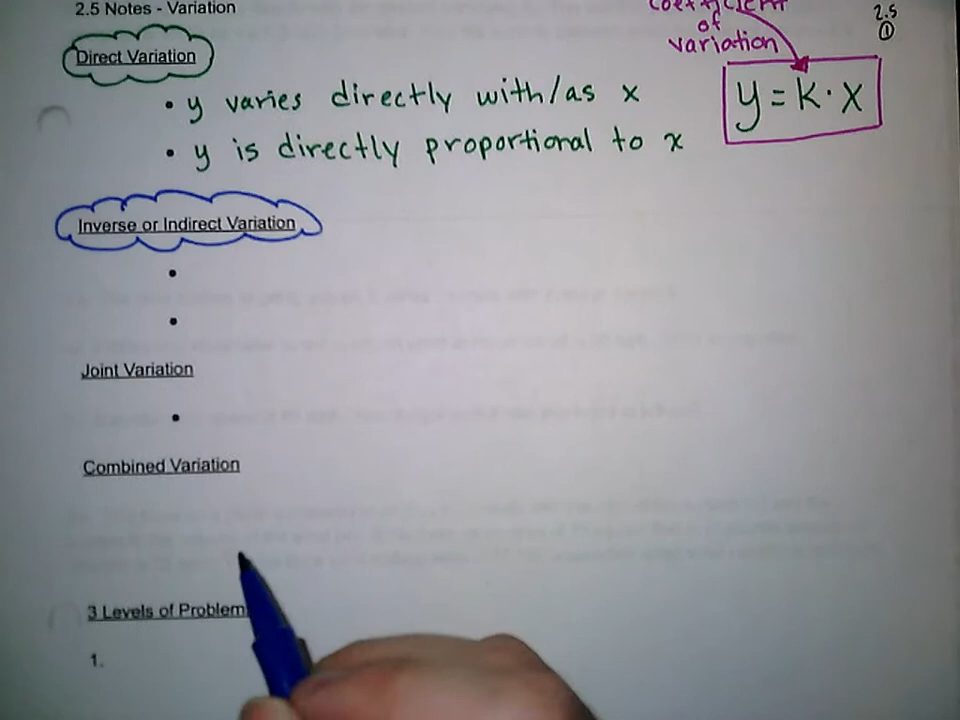 2.5 Notes - Variation
coefficient
of
variation
2.5
①
Direct Variation
• y varies directly with/as x
y = k · x
• y is directly proportional to x
Inverse or Indirect Variation
•
•
Joint Variation
•
Combined Variation
3 Levels of Problem
1.